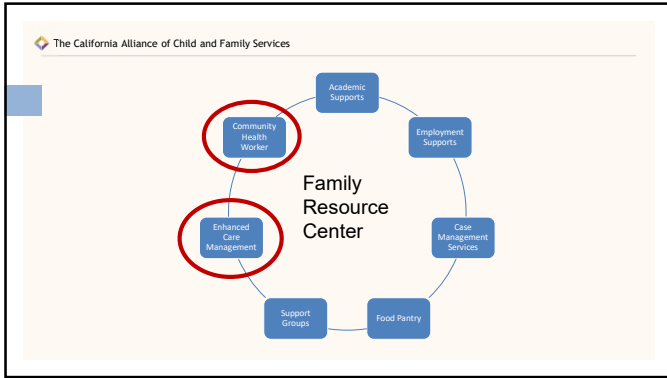 The California Alliance of Child and Family Services
Academic
Supports
Community
Health
Worker
Employment
Supports
Family
Resource
Center
Enhanced
Care
Management
Case
Management
Services
Support
Groups
Food Pantry